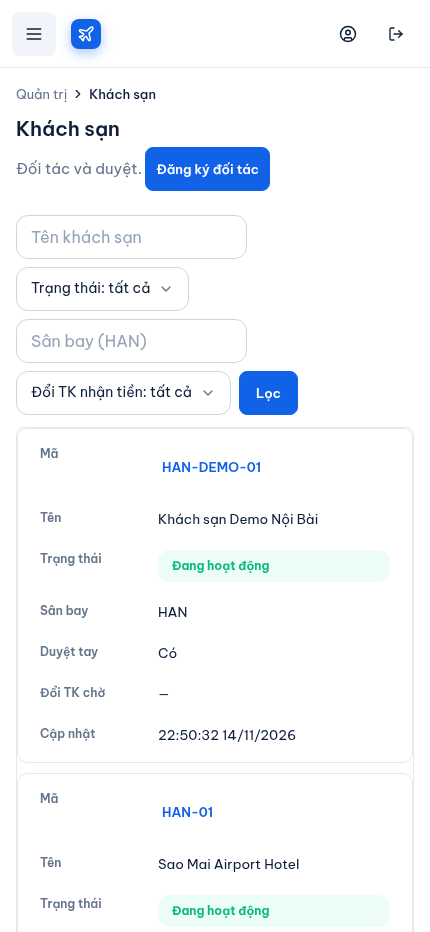 Quản trị > Khách sạn
Khách sạn
Đối tác và duyệt. Đăng ký đối tác
Tên khách sạn
Trạng thái: tất cả
Sân bay (HAN)
Đổi TK nhận tiền: tất cả Lọc
Mã HAN-DEMO-01
Tên Khách sạn Demo Nội Bài
Trạng thái Đang hoạt động
Sân bay HAN
Duyệt tay Có
Đổi TK chờ —
Cập nhật 22:50:32 14/11/2026
Mã HAN-01
Tên Sao Mai Airport Hotel
Trạng thái Đang hoạt động